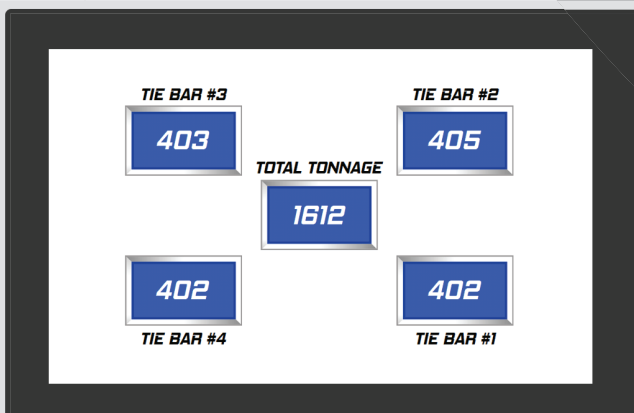 TIE BAR #3
TIE BAR #2
403
405
TOTAL TONNAGE
1612
402
402
TIE BAR #4
TIE BAR #1